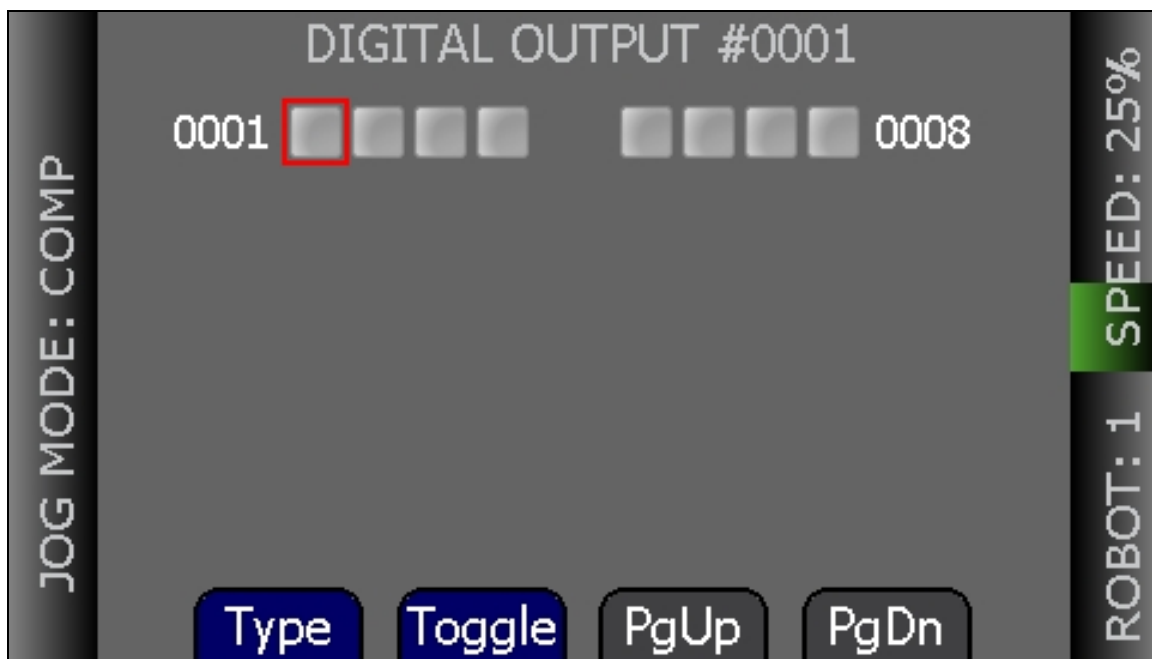 DIGITAL OUTPUT #0001
0001 0008
JOG MODE: COMP
SPEED: 25%
ROBOT: 1
Type Toggle PgUp PgDn